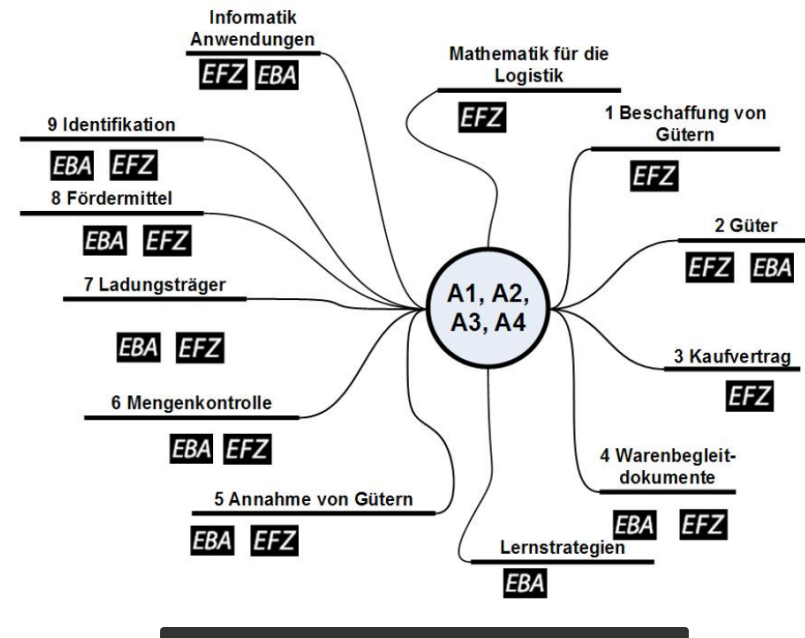 Informatik
Anwendungen
EFZ EBA
Mathematik für die
Logistik
EFZ
1 Beschaffung von
Gütern
EFZ
2 Güter
EFZ EBA
3 Kaufvertrag
EFZ
4 Warenbegleit-
dokumente
EBA EFZ
Lernstrategien
EBA
5 Annahme von Gütern
EBA EFZ
6 Mengenkontrolle
EBA EFZ
7 Ladungsträger
EBA EFZ
8 Fördermittel
EBA EFZ
9 Identifikation
EBA EFZ
A1, A2,
A3, A4